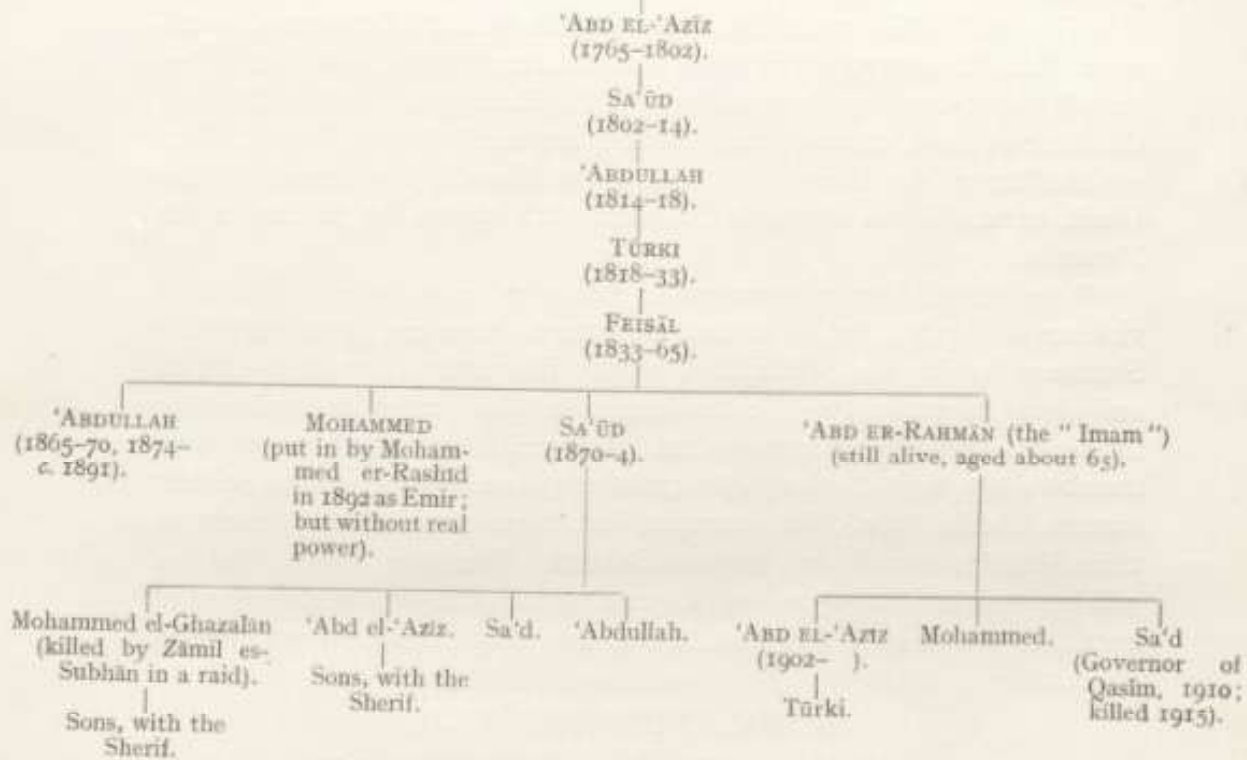 ‘ABD EL-‘AZĪZ
(1765–1802).
SA‘ŪD
(1802–14).
‘ABDULLAH
(1814–18).
TŪRKI
(1818–33).
FEISĀL
(1833–65).
‘ABDULLAH
(1865–70, 1874–
c. 1891).
MOHAMMED
(put in by Moham-
med er-Rashīd
in 1892 as Emir;
but without real
power).
SA‘ŪD
(1870–4).
‘ABD ER-RAHMĀN (the " Imam ")
(still alive, aged about 65).
Mohammed el-Ghazalān
(killed by Zāmil es-
Subhān in a raid).
Sons, with the
Sherif.
‘Abd el-‘Azīz.
Sons, with the
Sherif.
Sa‘d.
‘Abdullah.
‘ABD EL-‘AZĪZ
(1902– ).
Tūrki.
Mohammed.
Sa‘d
(Governor of
Qasīm, 1910;
killed 1915).